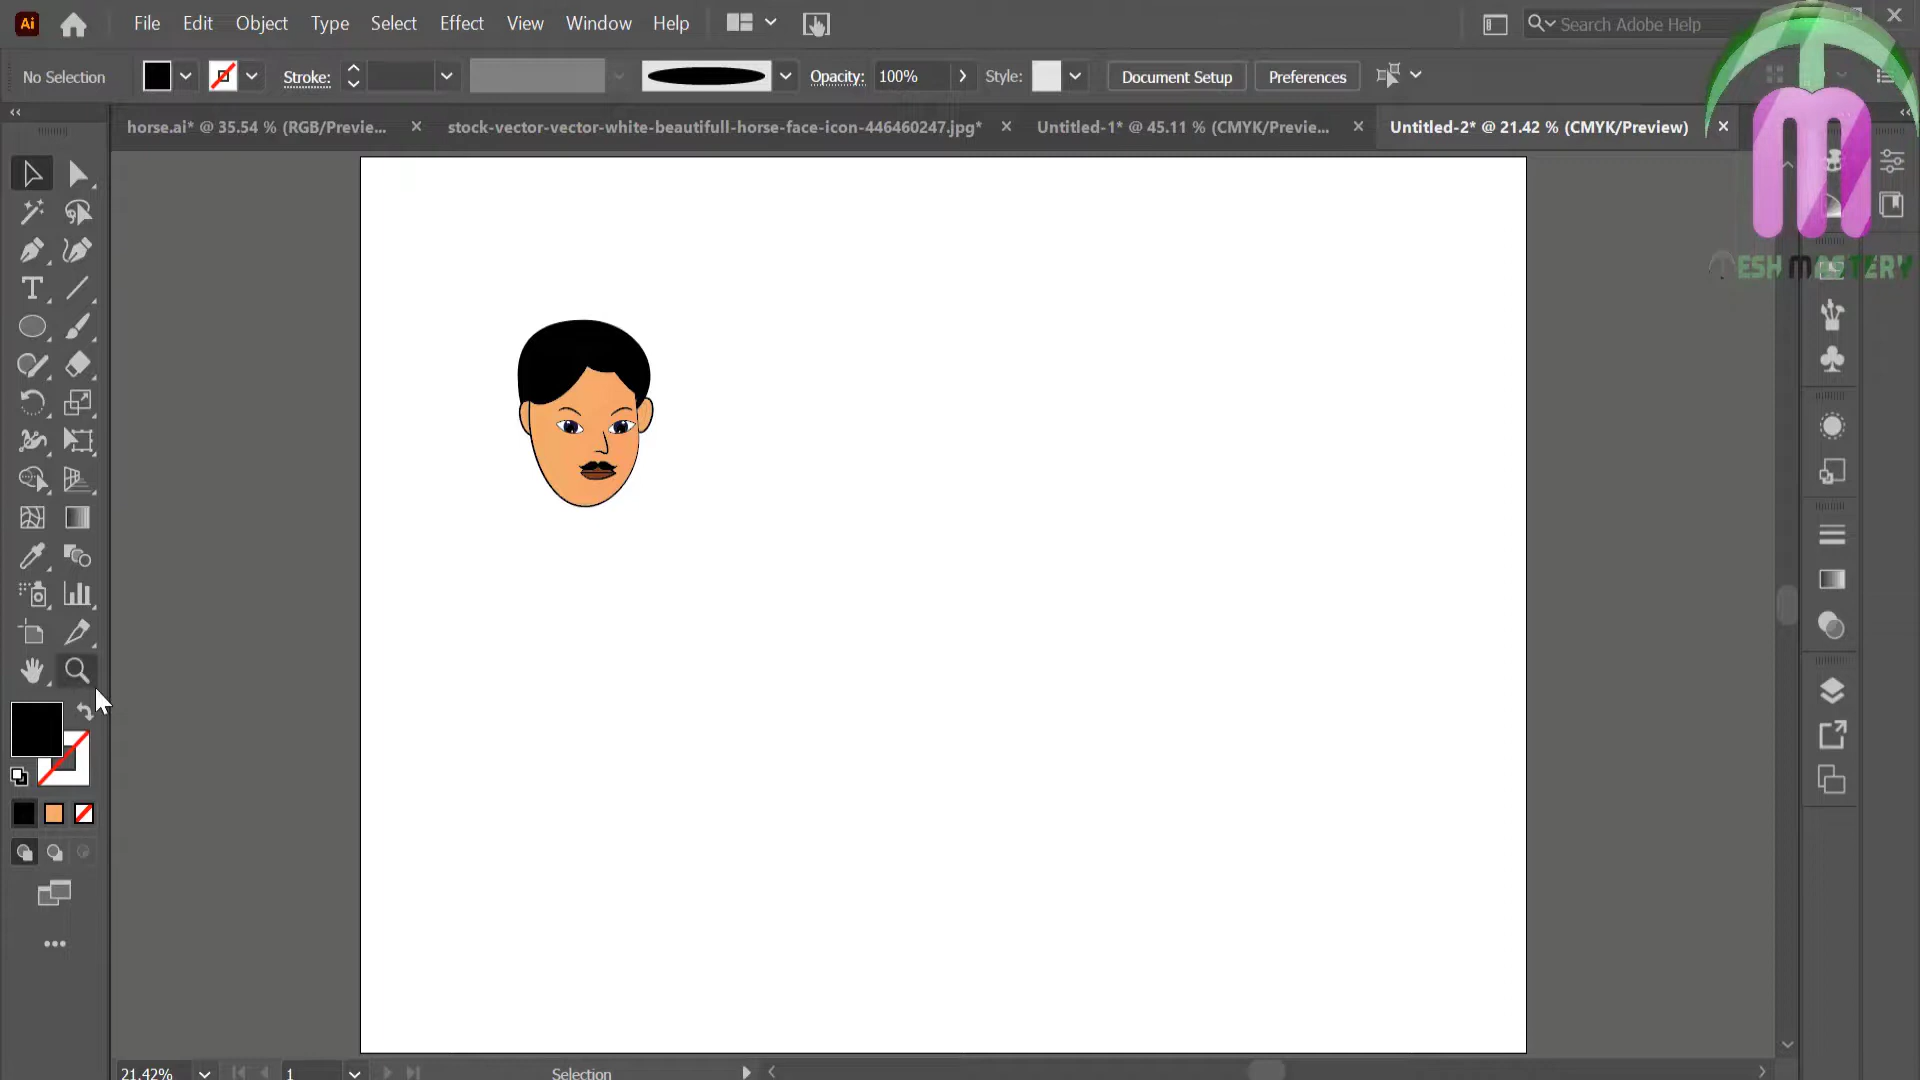 Ai File Edit Object Type Select Effect View Window Help Search Adobe Help
No Selection Stroke: Opacity: 100% Style: Document Setup Preferences
horse.ai* @ 35.54 % (RGB/Previe... stock-vector-vector-white-beautifull-horse-face-icon-446460247.jpg* Untitled-1* @ 45.11 % (CMYK/Previe... Untitled-2* @ 21.42 % (CMYK/Preview)
MESH MASTERY
21.42% 1 Selection